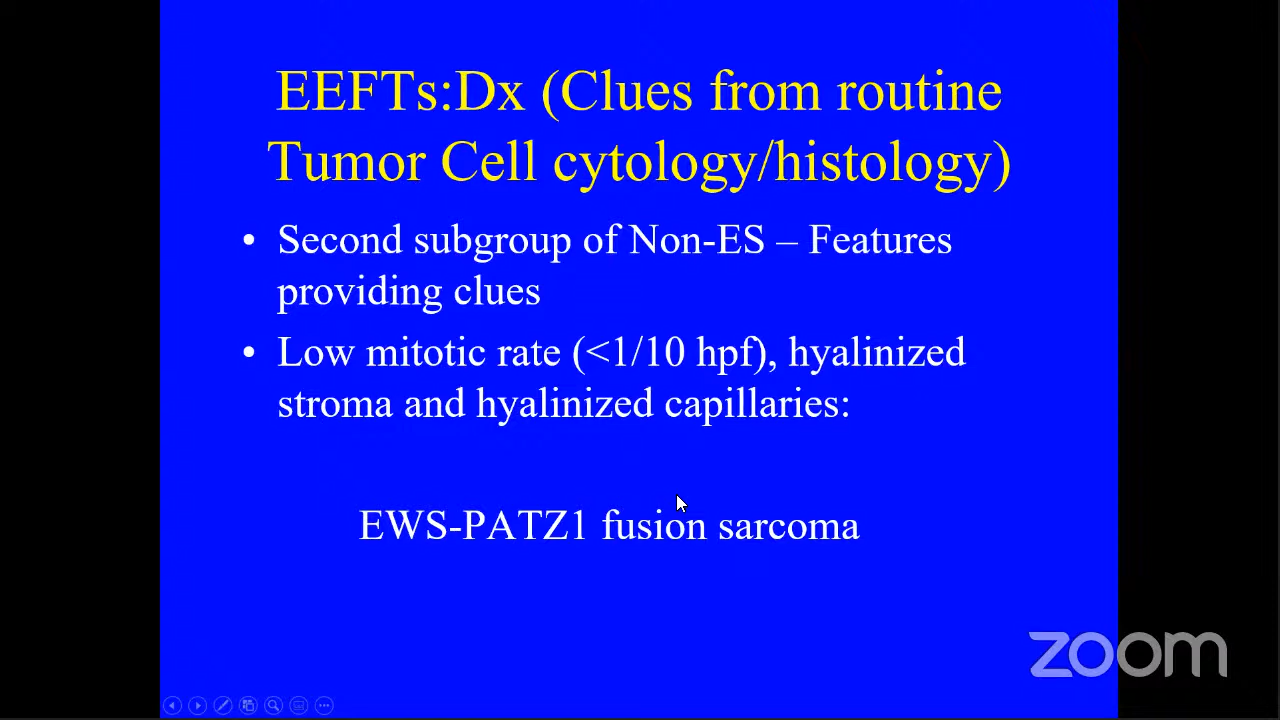 EEFTs:Dx (Clues from routine
Tumor Cell cytology/histology)
• Second subgroup of Non-ES – Features
providing clues
• Low mitotic rate (<1/10 hpf), hyalinized
stroma and hyalinized capillaries:
EWS-PATZ1 fusion sarcoma
zoom